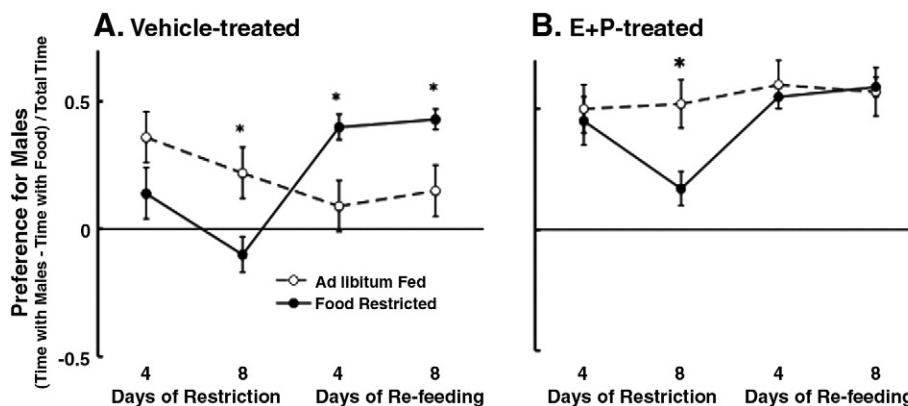 A. Vehicle-treated
B. E+P-treated
Preference for Males
(Time with Males - Time with Food) / Total Time
0.5
0
-0.5
*
*
*
*
Ad libitum Fed
Food Restricted
4 8 4 8
Days of Restriction Days of Re-feeding
4 8 4 8
Days of Restriction Days of Re-feeding